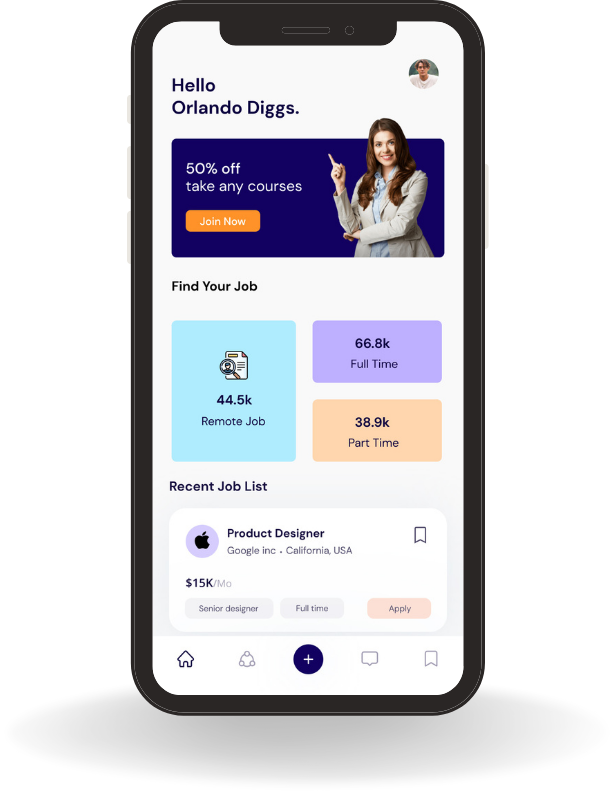 Hello
Orlando Diggs.
50% off
take any courses
Join Now
Find Your Job
44.5k
Remote Job
66.8k
Full Time
38.9k
Part Time
Recent Job List
Product Designer
Google inc • California, USA
$15K/Mo
Senior designer
Full time
Apply